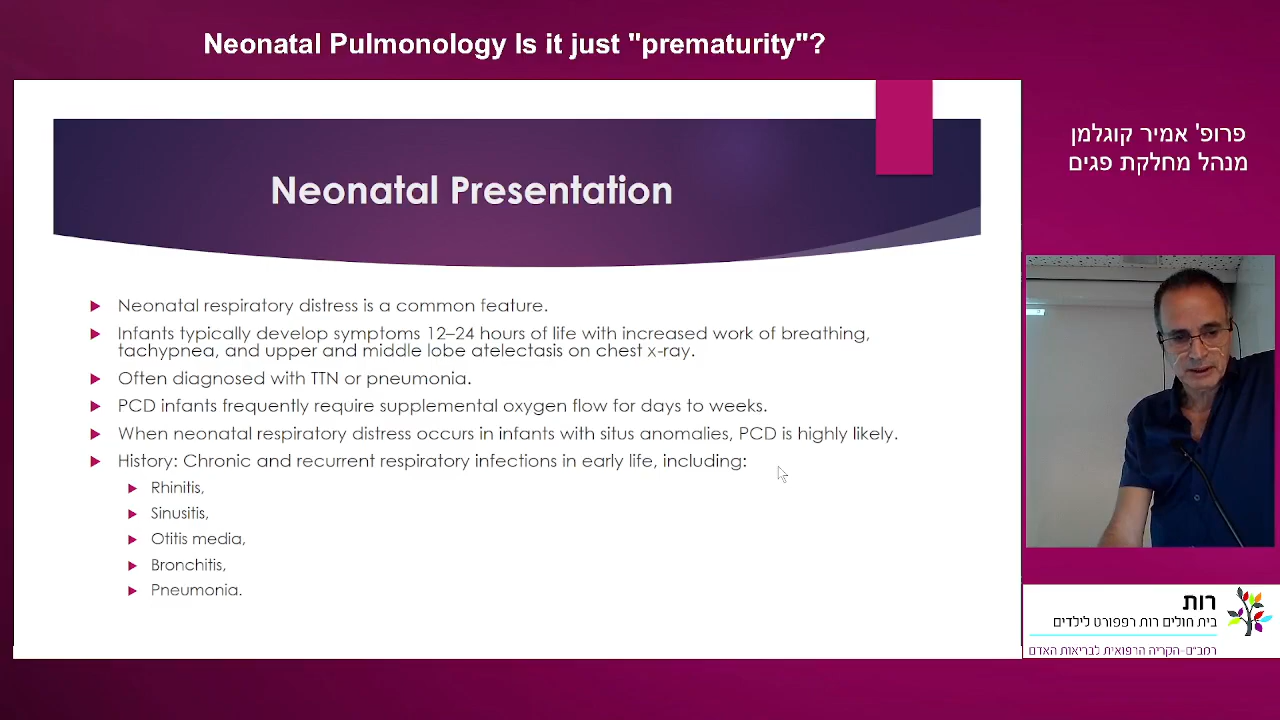 Neonatal Pulmonology Is it just "prematurity"?
פרופ' אמיר קוגלמן
מנהל מחלקת פגים
Neonatal Presentation
Neonatal respiratory distress is a common feature.
Infants typically develop symptoms 12–24 hours of life with increased work of breathing,
tachypnea, and upper and middle lobe atelectasis on chest x-ray.
Often diagnosed with TTN or pneumonia.
PCD infants frequently require supplemental oxygen flow for days to weeks.
When neonatal respiratory distress occurs in infants with situs anomalies, PCD is highly likely.
History: Chronic and recurrent respiratory infections in early life, including:
Rhinitis,
Sinusitis,
Otitis media,
Bronchitis,
Pneumonia.
רות
בית חולים רות רפפורט לילדים
רמב"ם-הקריה הרפואית לבריאות האדם